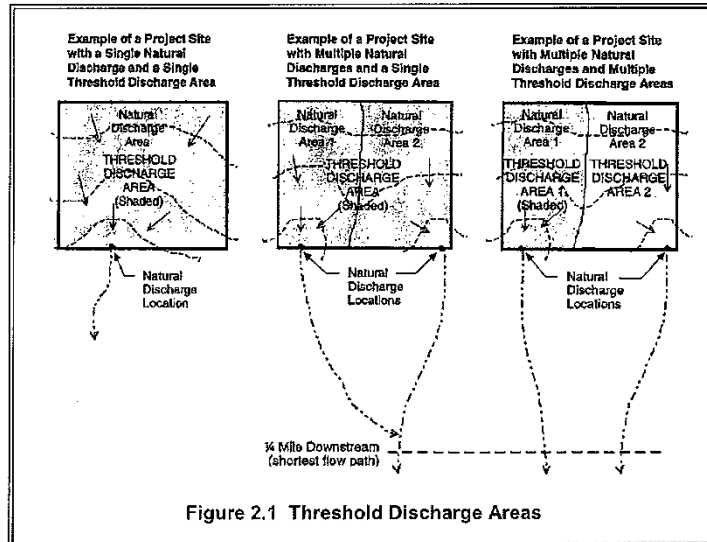 Example of a Project Site
with a Single Natural
Discharge and a Single
Threshold Discharge Area
Natural
Discharge
Area
THRESHOLD
DISCHARGE
AREA
(Shaded)
Natural
Discharge
Location
Example of a Project Site
with Multiple Natural
Discharges and a Single
Threshold Discharge Area
Natural
Discharge
Area 1
Natural
Discharge
Area 2
THRESHOLD
DISCHARGE
AREA
(Shaded)
Natural
Discharge
Locations
Example of a Project Site
with Multiple Natural
Discharges and Multiple
Threshold Discharge Areas
Natural
Discharge
Area 1
Natural
Discharge
Area 2
THRESHOLD
DISCHARGE
AREA 1
(Shaded)
THRESHOLD
DISCHARGE
AREA 2
Natural
Discharge
Locations
¼ Mile Downstream
(shortest flow path)
Figure 2.1 Threshold Discharge Areas